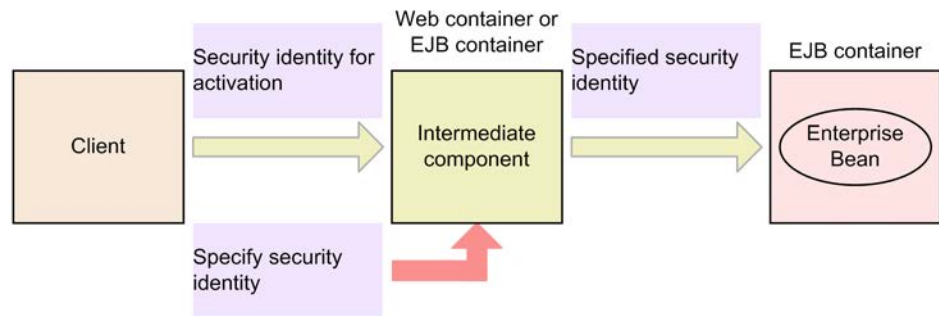 Web container or
EJB container
Security identity for
activation
Specified security
identity
EJB container
Client
Intermediate
component
Enterprise
Bean
Specify security
identity